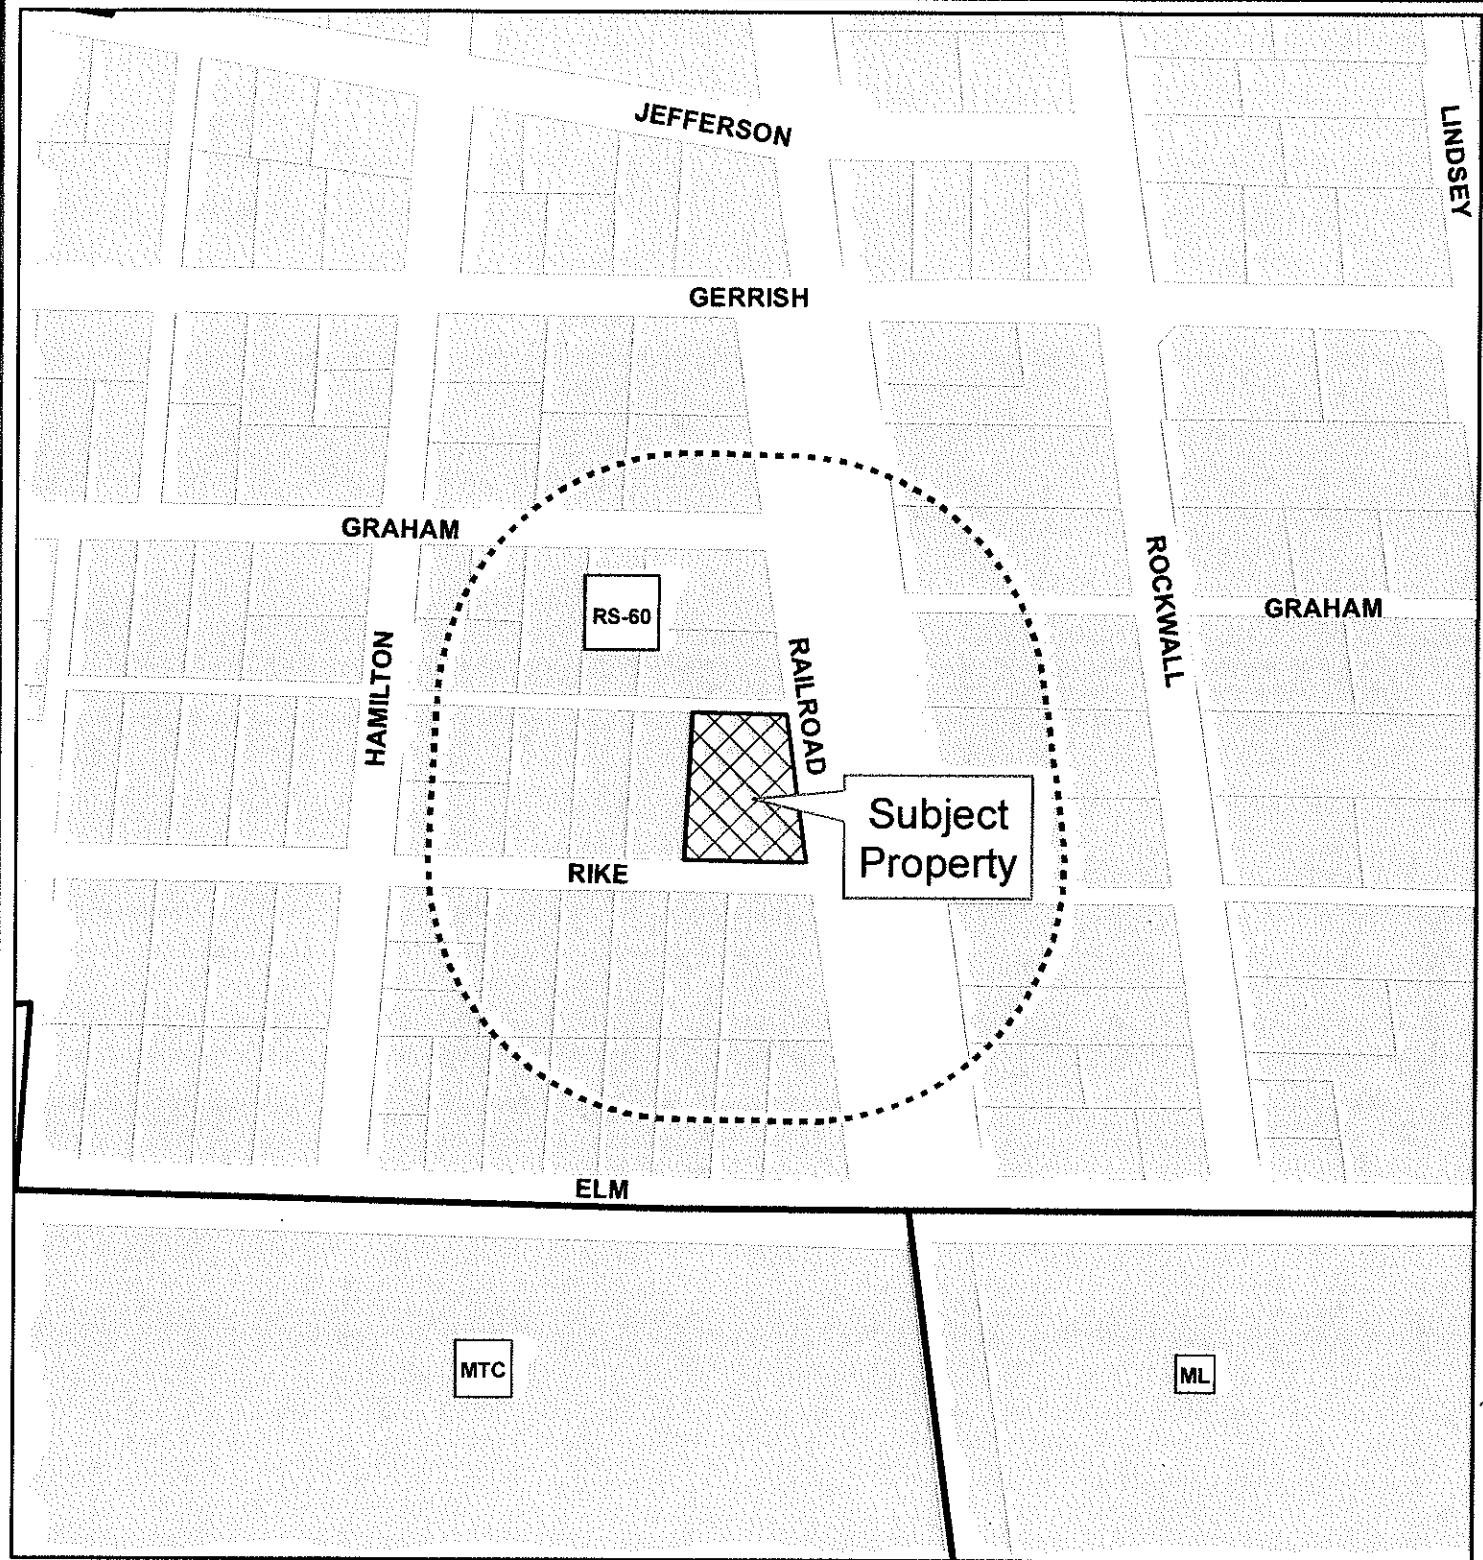 JEFFERSON
LINDSEY
GERRISH
GRAHAM
ROCKWALL
RS-60
GRAHAM
HAMILTON
RAILROAD
Subject
Property
RIKE
ELM
MTC
ML